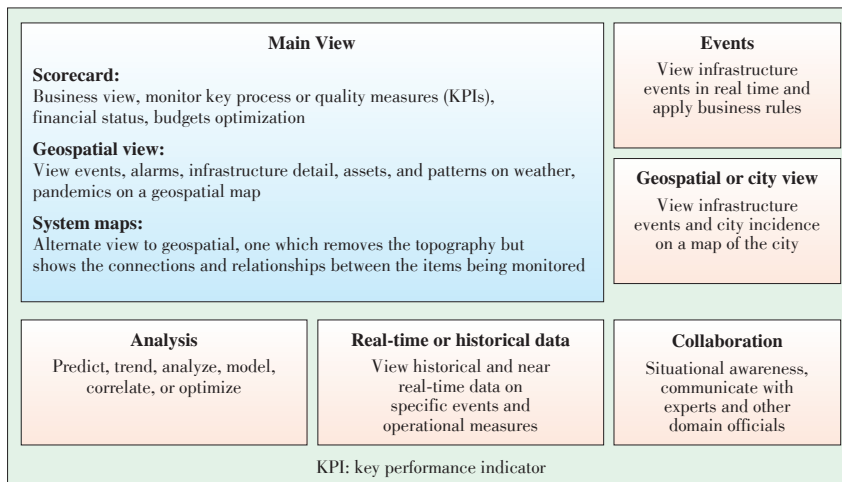 Main View
Scorecard:
Business view, monitor key process or quality measures (KPIs),
financial status, budgets optimization
Geospatial view:
View events, alarms, infrastructure detail, assets, and patterns on weather,
pandemics on a geospatial map
System maps:
Alternate view to geospatial, one which removes the topography but
shows the connections and relationships between the items being monitored
Events
View infrastructure
events in real time and
apply business rules
Geospatial or city view
View infrastructure
events and city incidence
on a map of the city
Analysis
Predict, trend, analyze, model,
correlate, or optimize
Real-time or historical data
View historical and near
real-time data on
specific events and
operational measures
Collaboration
Situational awareness,
communicate with
experts and other
domain officials
KPI: key performance indicator